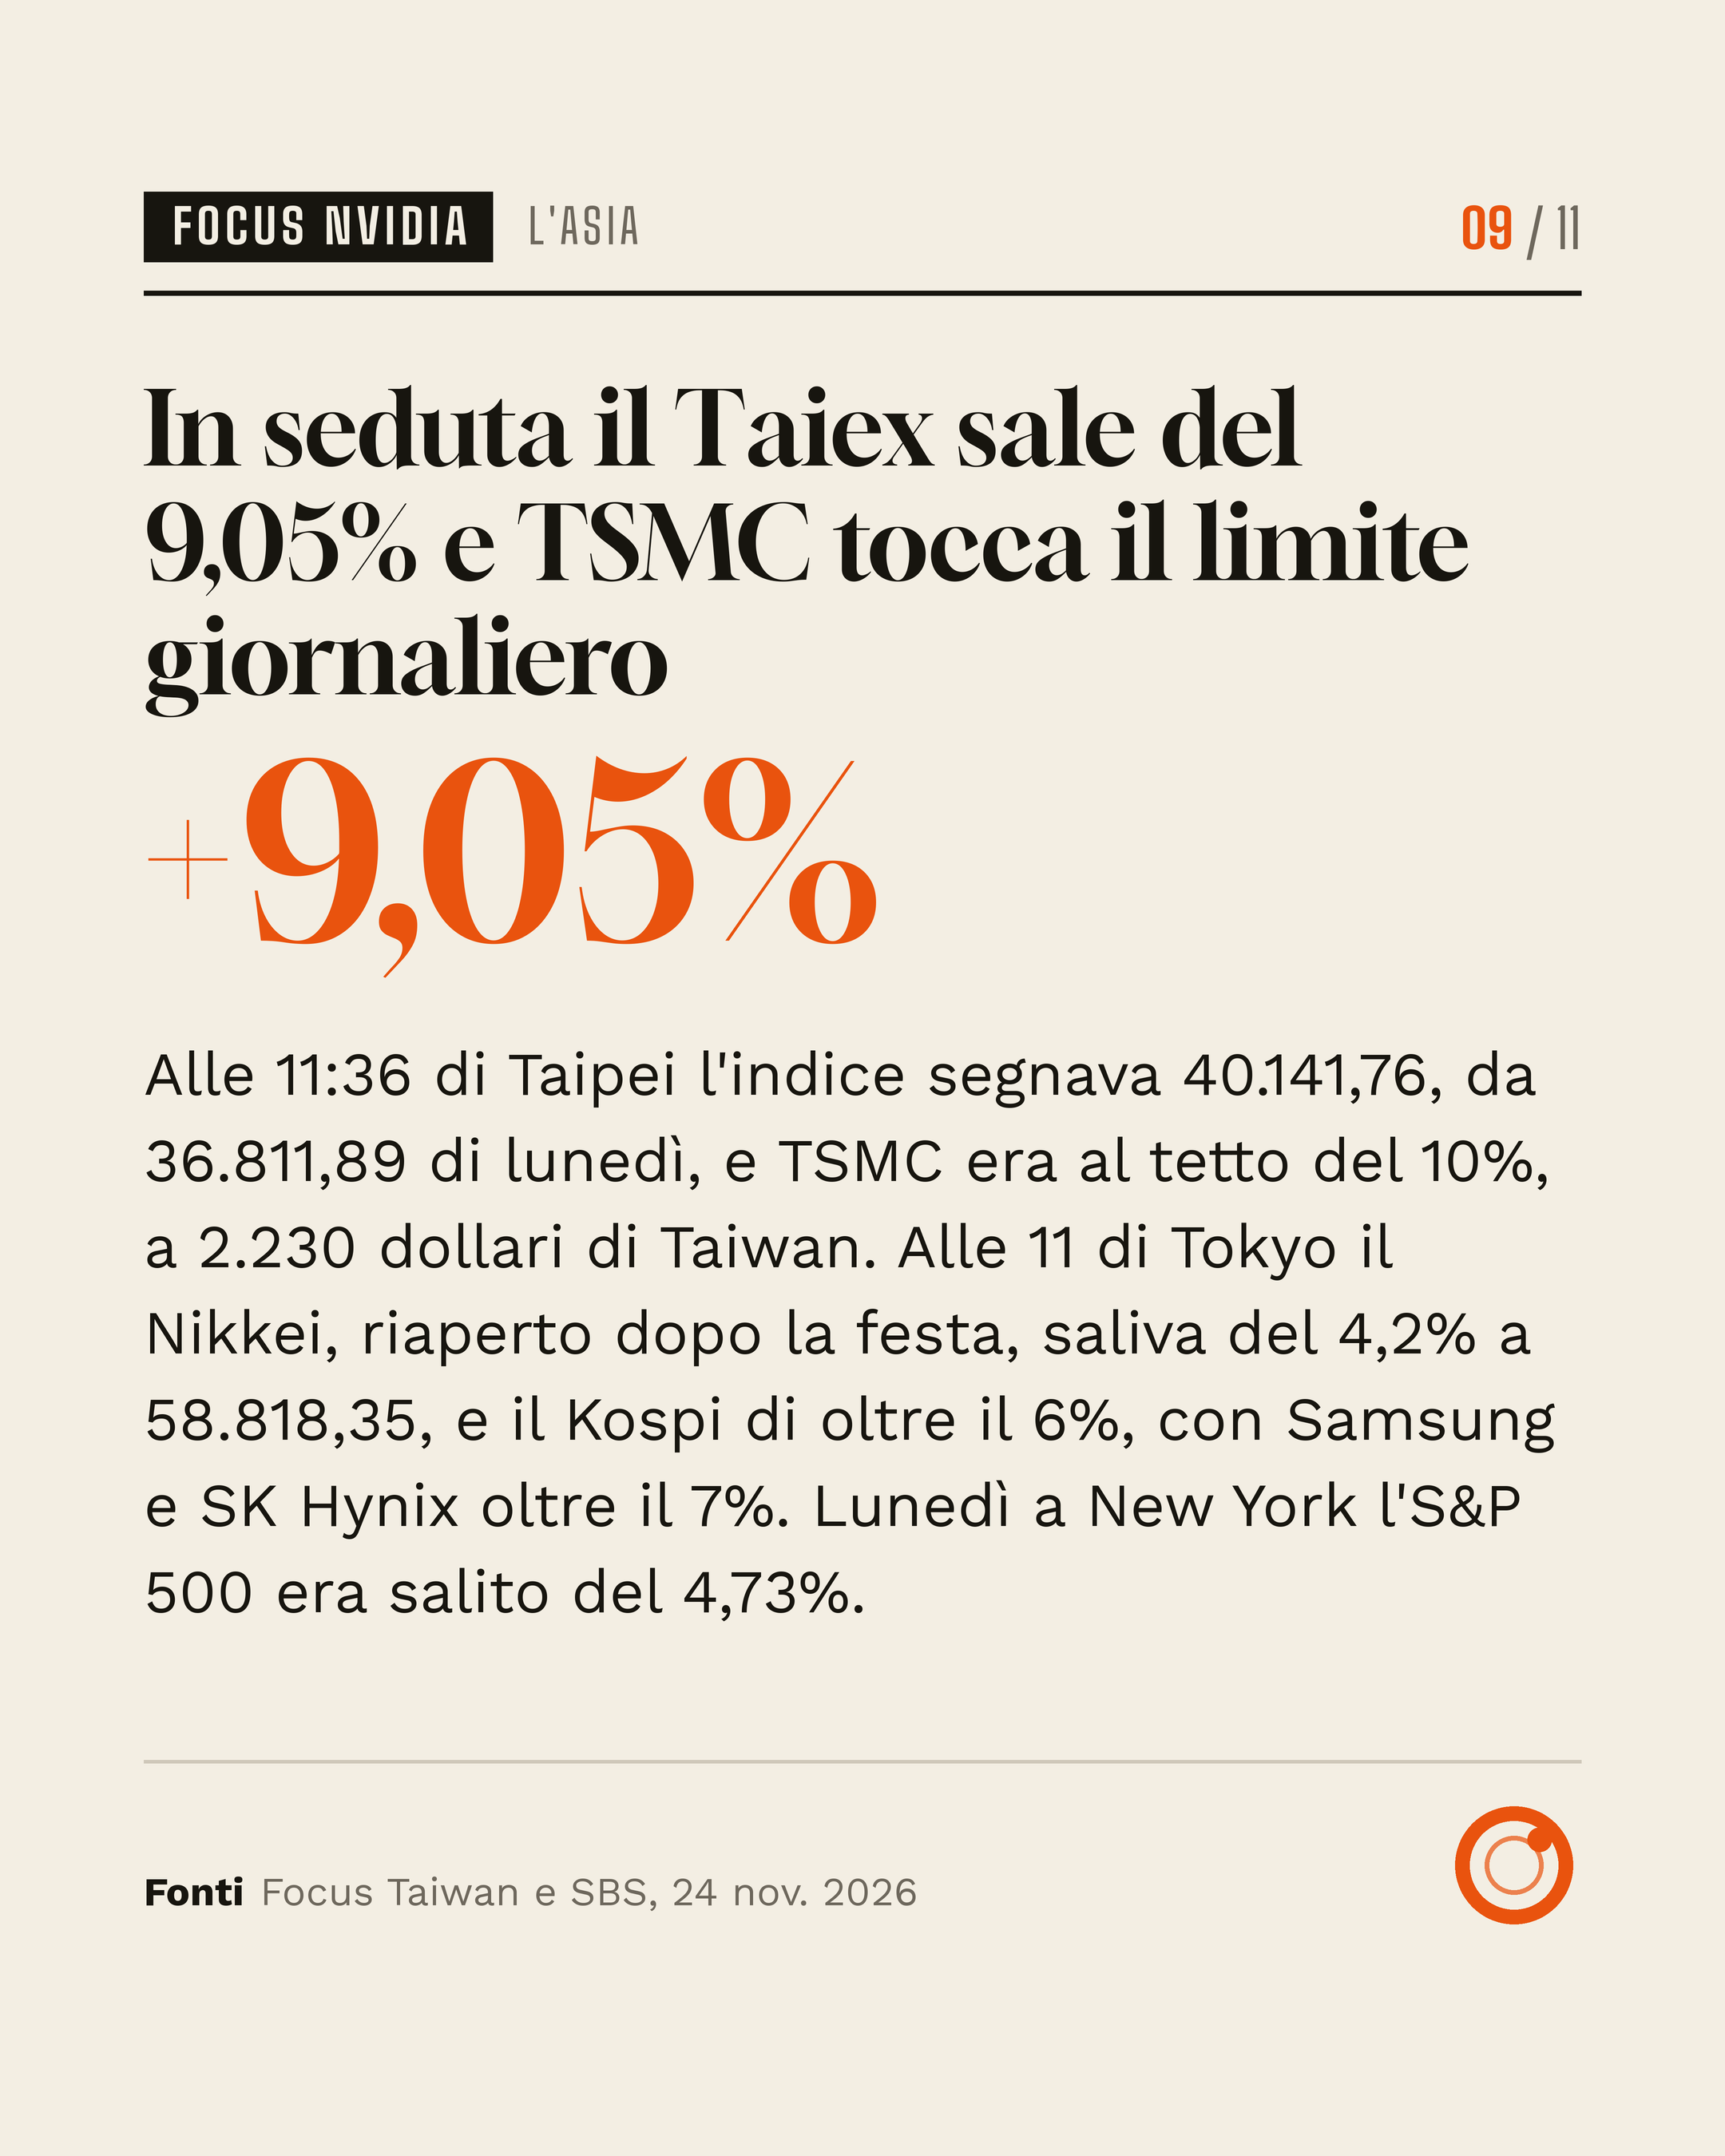 FOCUS NVIDIA L'ASIA 09 / 11
In seduta il Taiex sale del
9,05% e TSMC tocca il limite
giornaliero
+9,05%
Alle 11:36 di Taipei l'indice segnava 40.141,76, da
36.811,89 di lunedì, e TSMC era al tetto del 10%,
a 2.230 dollari di Taiwan. Alle 11 di Tokyo il
Nikkei, riaperto dopo la festa, saliva del 4,2% a
58.818,35, e il Kospi di oltre il 6%, con Samsung
e SK Hynix oltre il 7%. Lunedì a New York l'S&P
500 era salito del 4,73%.
Fonti Focus Taiwan e SBS, 24 nov. 2026